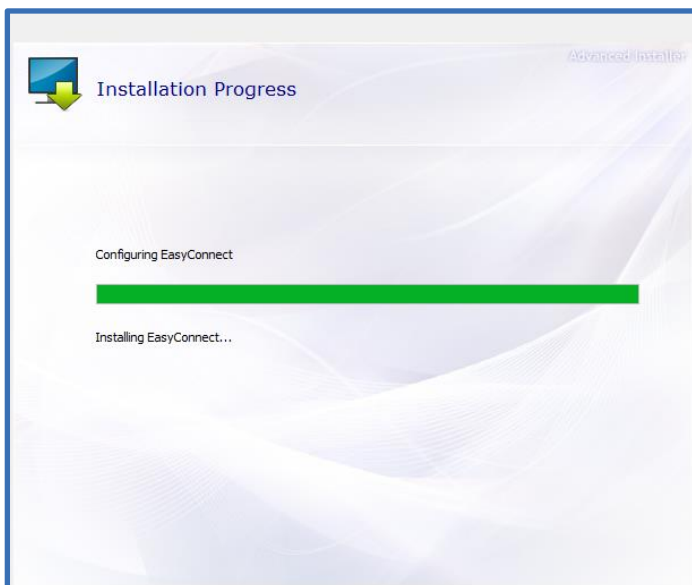 Advanced Installer
Installation Progress
Configuring EasyConnect
Installing EasyConnect...